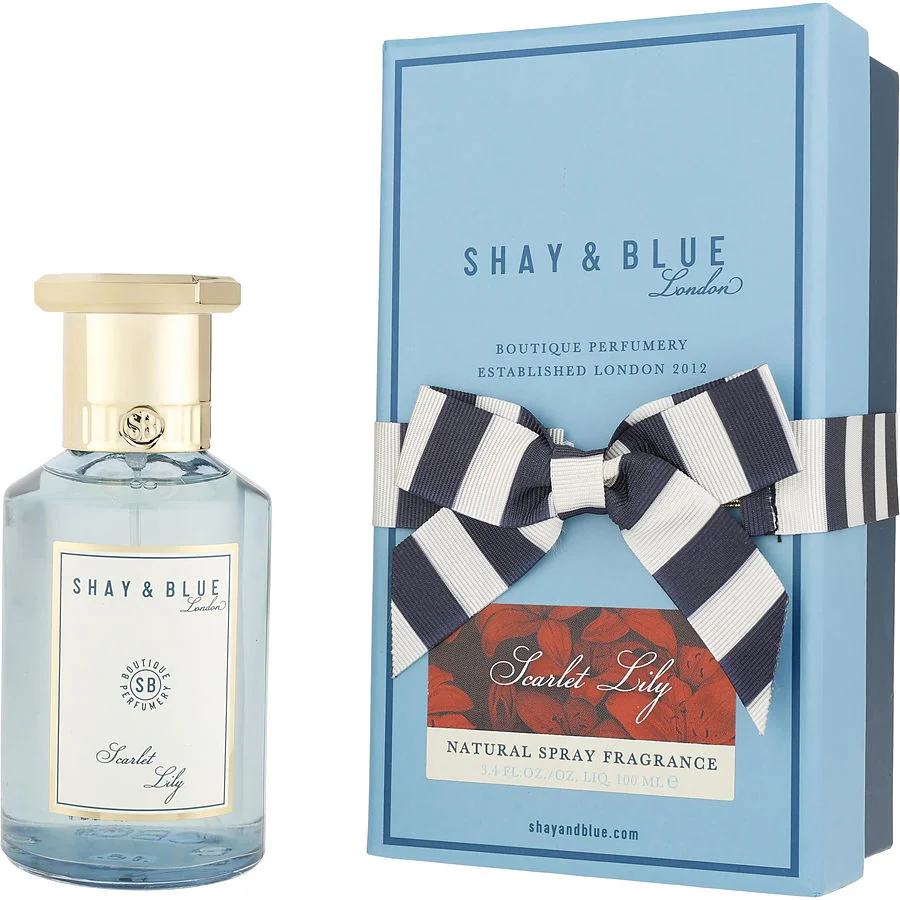 SB
SHAY & BLUE
London
BOUTIQUE
SB
PERFUMERY
Scarlet
Lily
SHAY & BLUE
London
BOUTIQUE PERFUMERY
ESTABLISHED LONDON 2012
Scarlet Lily
NATURAL SPRAY FRAGRANCE
3.4 FL.OZ./OZ. LIQ. 100 ML ℮
shayandblue.com